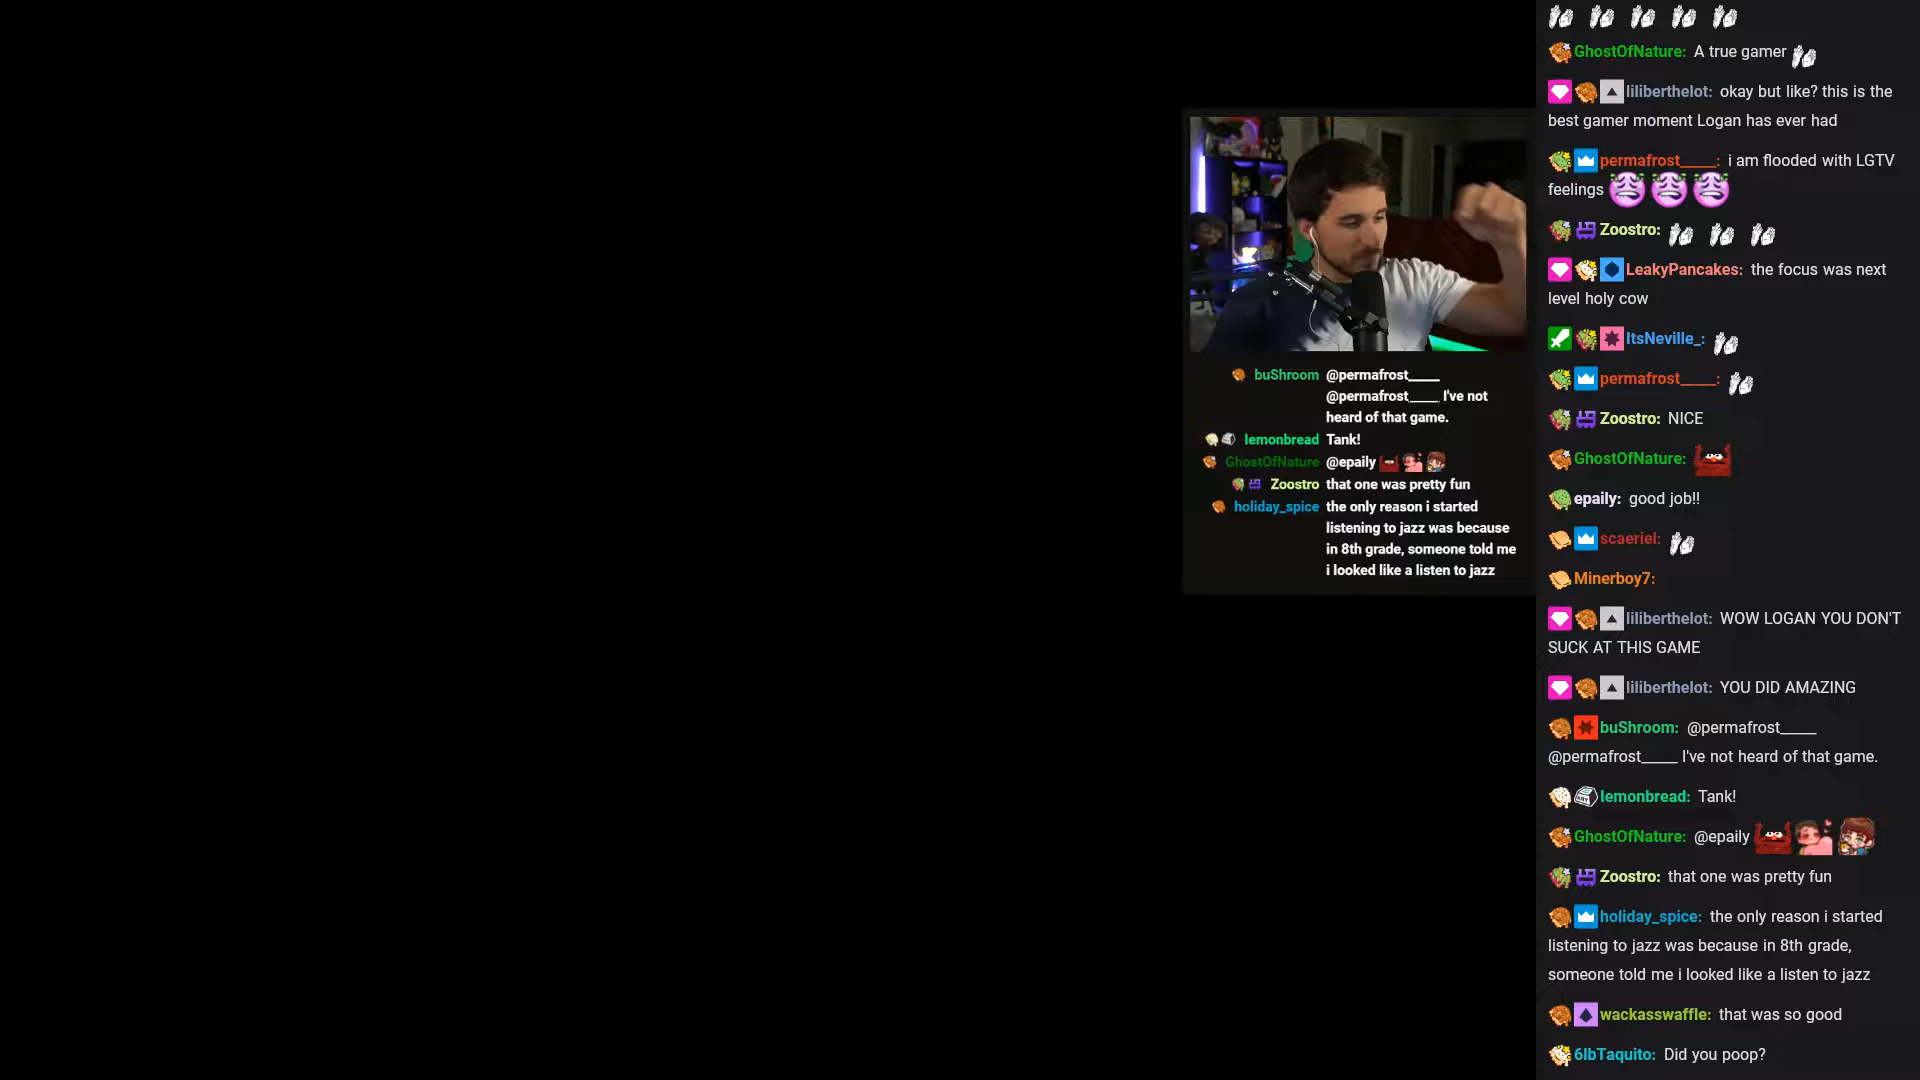 buShroom @permafrost_____
@permafrost_____ I've not
heard of that game.
lemonbread Tank!
GhostOfNature @epaily
Zoostro that one was pretty fun
holiday_spice the only reason i started
listening to jazz was because
in 8th grade, someone told me
i looked like a listen to jazz
GhostOfNature: A true gamer
liliberthelot: okay but like? this is the
best gamer moment Logan has ever had
permafrost_____: i am flooded with LGTV
feelings
Zoostro:
LeakyPancakes: the focus was next
level holy cow
ItsNeville_:
permafrost_____:
Zoostro: NICE
GhostOfNature:
epaily: good job!!
scaeriel:
Minerboy7:
liliberthelot: WOW LOGAN YOU DON'T
SUCK AT THIS GAME
liliberthelot: YOU DID AMAZING
buShroom: @permafrost_____
@permafrost_____ I've not heard of that game.
lemonbread: Tank!
GhostOfNature: @epaily
Zoostro: that one was pretty fun
holiday_spice: the only reason i started
listening to jazz was because in 8th grade,
someone told me i looked like a listen to jazz
wackasswaffle: that was so good
6lbTaquito: Did you poop?